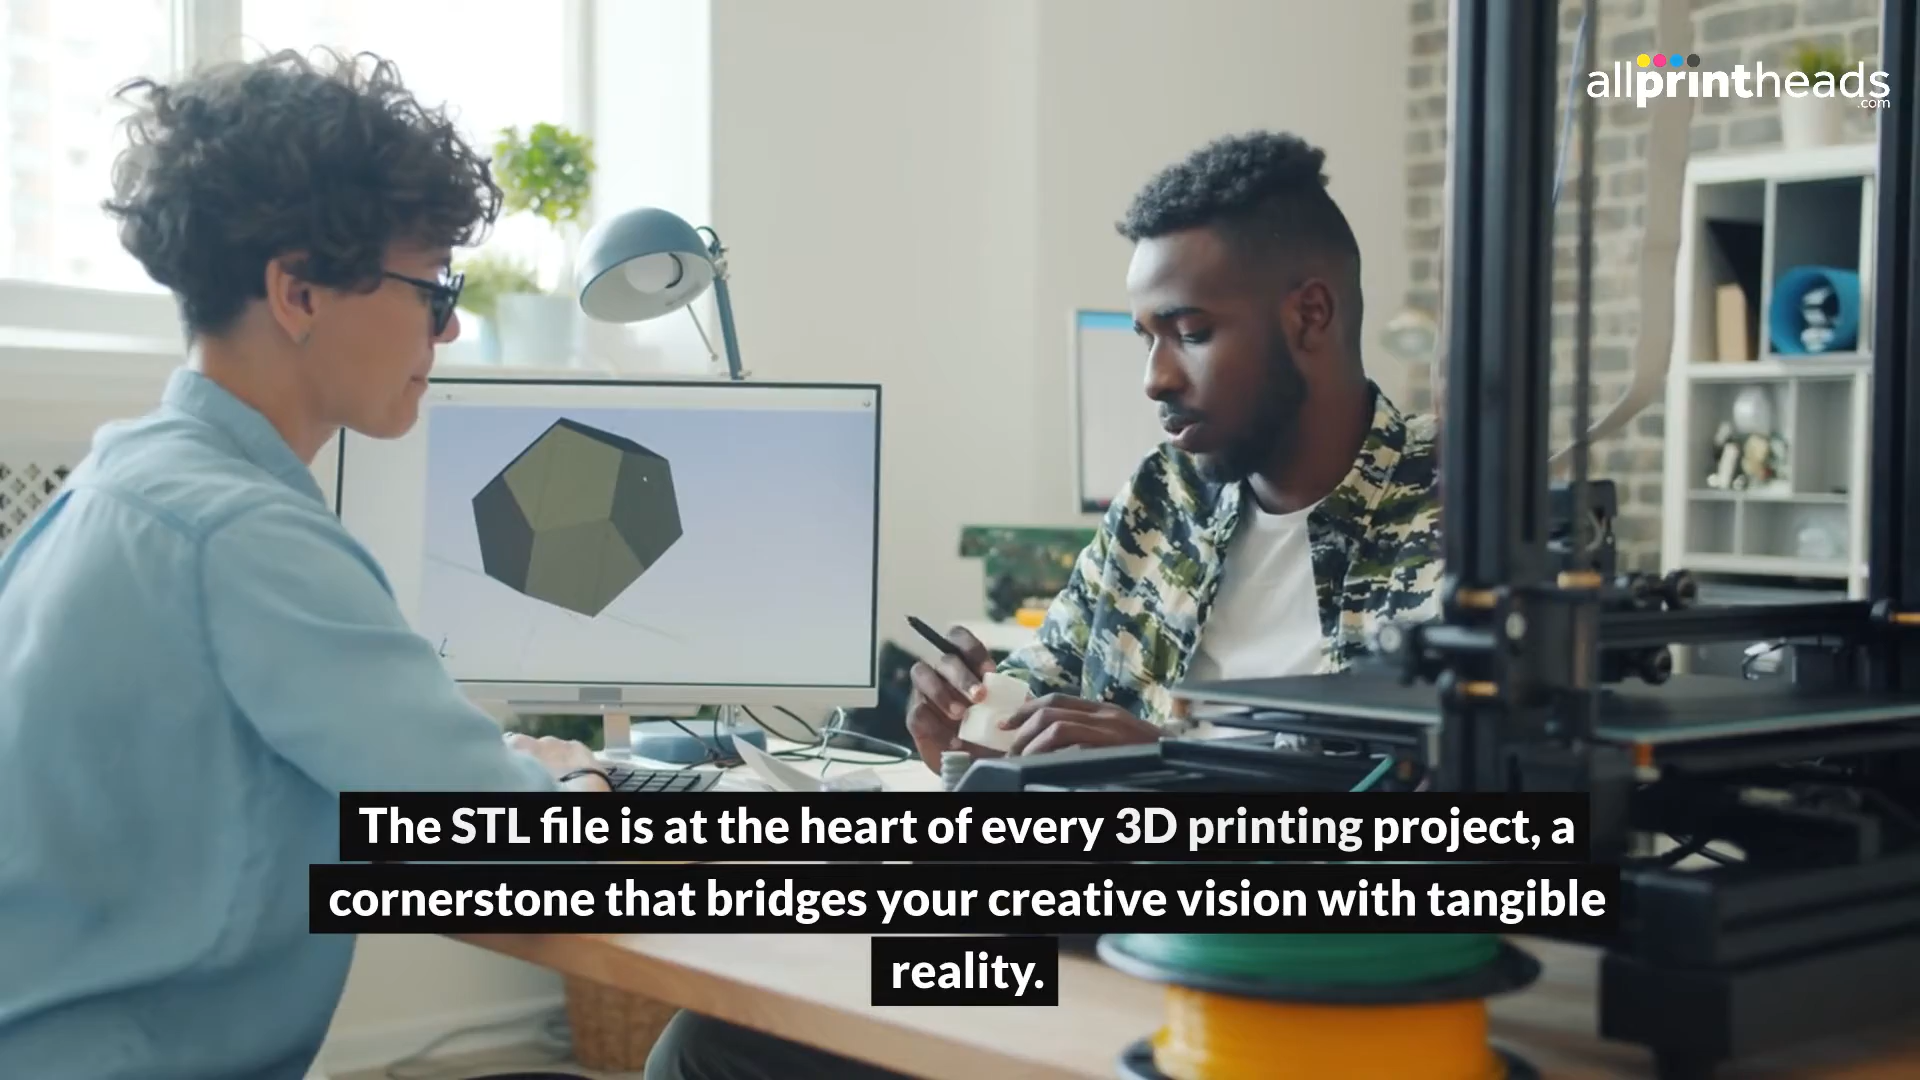 allprintheads
.com
The STL file is at the heart of every 3D printing project, a
cornerstone that bridges your creative vision with tangible
reality.